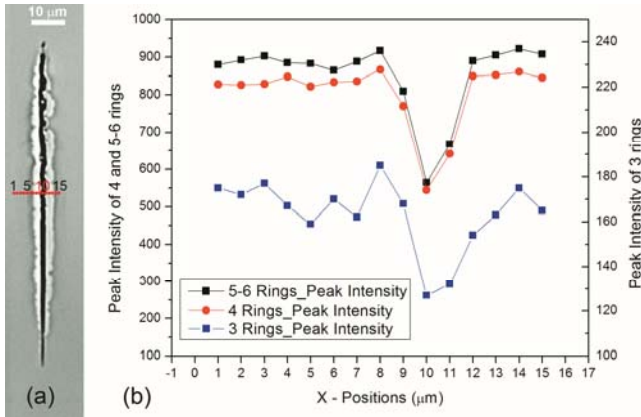 10 μm
1 5 10 15
(a)
Peak Intensity of 4 and 5-6 rings
1000
900
800
700
600
500
400
300
200
100
5-6 Rings_Peak Intensity
4 Rings_Peak Intensity
3 Rings_Peak Intensity
240
220
200
180
160
140
120
100
Peak Intensity of 3 rings
-1 0 1 2 3 4 5 6 7 8 9 10 11 12 13 14 15 16 17
(b)
X - Positions (μm)